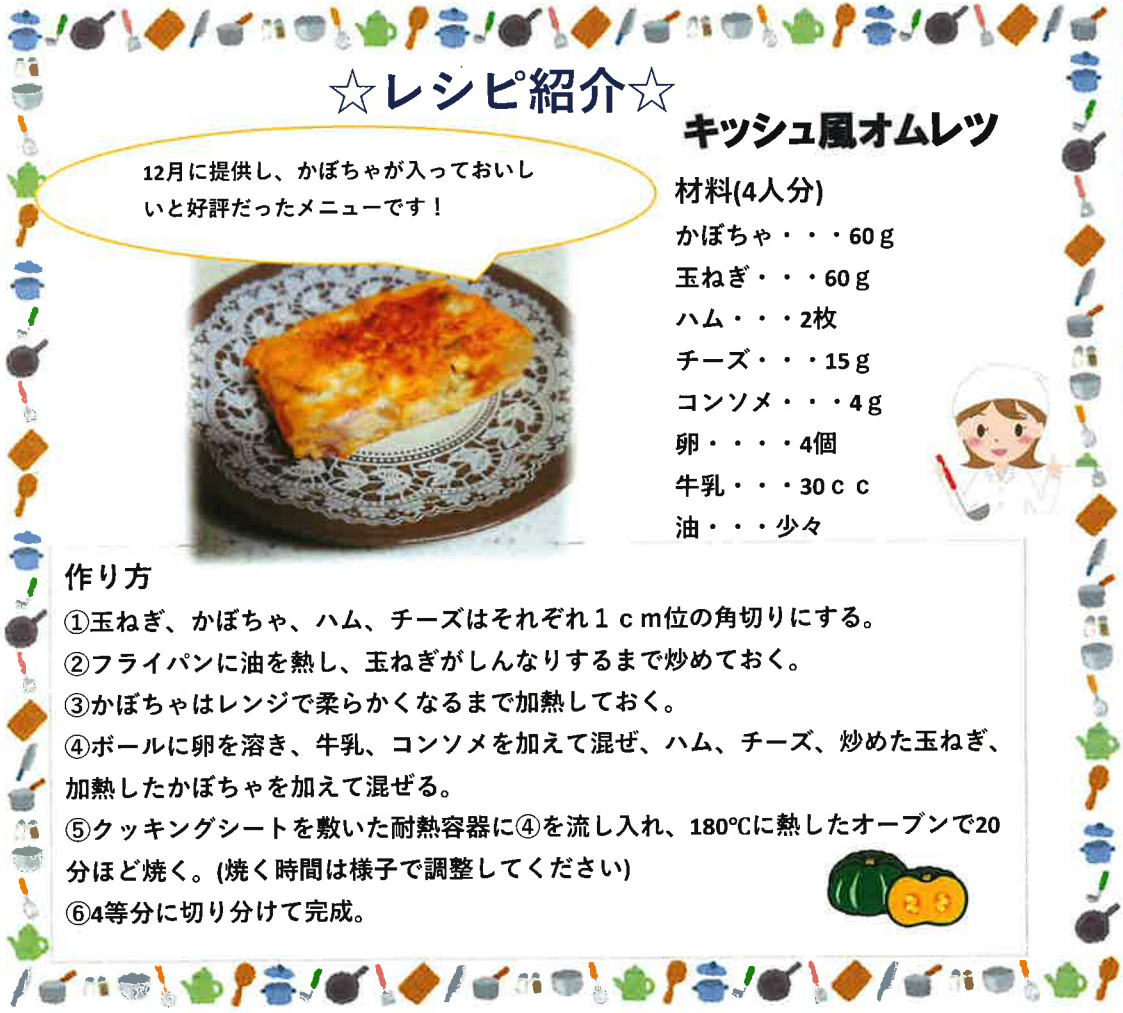 ☆レシピ紹介☆
キッシュ風オムレツ
12月に提供し、かぼちゃが入っておいし
いと好評だったメニューです！
材料(4人分)
かぼちゃ・・・60ｇ
玉ねぎ・・・60ｇ
ハム・・・2枚
チーズ・・・15ｇ
コンソメ・・・4ｇ
卵・・・・4個
牛乳・・・30ｃｃ
油・・・少々
作り方
①玉ねぎ、かぼちゃ、ハム、チーズはそれぞれ１ｃｍ位の角切りにする。
②フライパンに油を熱し、玉ねぎがしんなりするまで炒めておく。
③かぼちゃはレンジで柔らかくなるまで加熱しておく。
④ボールに卵を溶き、牛乳、コンソメを加えて混ぜ、ハム、チーズ、炒めた玉ねぎ、
加熱したかぼちゃを加えて混ぜる。
⑤クッキングシートを敷いた耐熱容器に④を流し入れ、180℃に熱したオーブンで20
分ほど焼く。(焼く時間は様子で調整してください)
⑥4等分に切り分けて完成。